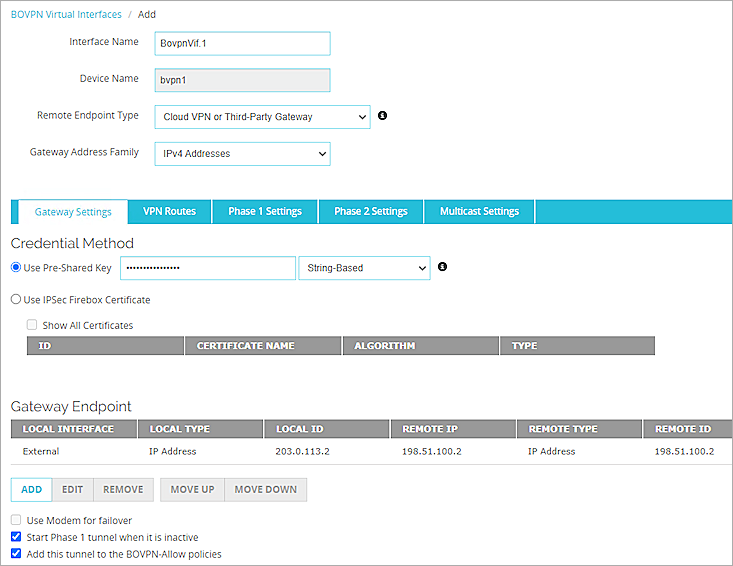 BOVPN Virtual Interfaces / Add
Interface Name BovpnVif.1
Device Name bvpn1
Remote Endpoint Type Cloud VPN or Third-Party Gateway
Gateway Address Family IPv4 Addresses
Gateway Settings VPN Routes Phase 1 Settings Phase 2 Settings Multicast Settings
Credential Method
Use Pre-Shared Key •••••••••••••••• String-Based
Use IPSec Firebox Certificate
Show All Certificates
ID CERTIFICATE NAME ALGORITHM TYPE
Gateway Endpoint
LOCAL INTERFACE LOCAL TYPE LOCAL ID REMOTE IP REMOTE TYPE REMOTE ID
External IP Address 203.0.113.2 198.51.100.2 IP Address 198.51.100.2
ADD EDIT REMOVE MOVE UP MOVE DOWN
Use Modem for failover
Start Phase 1 tunnel when it is inactive
Add this tunnel to the BOVPN-Allow policies